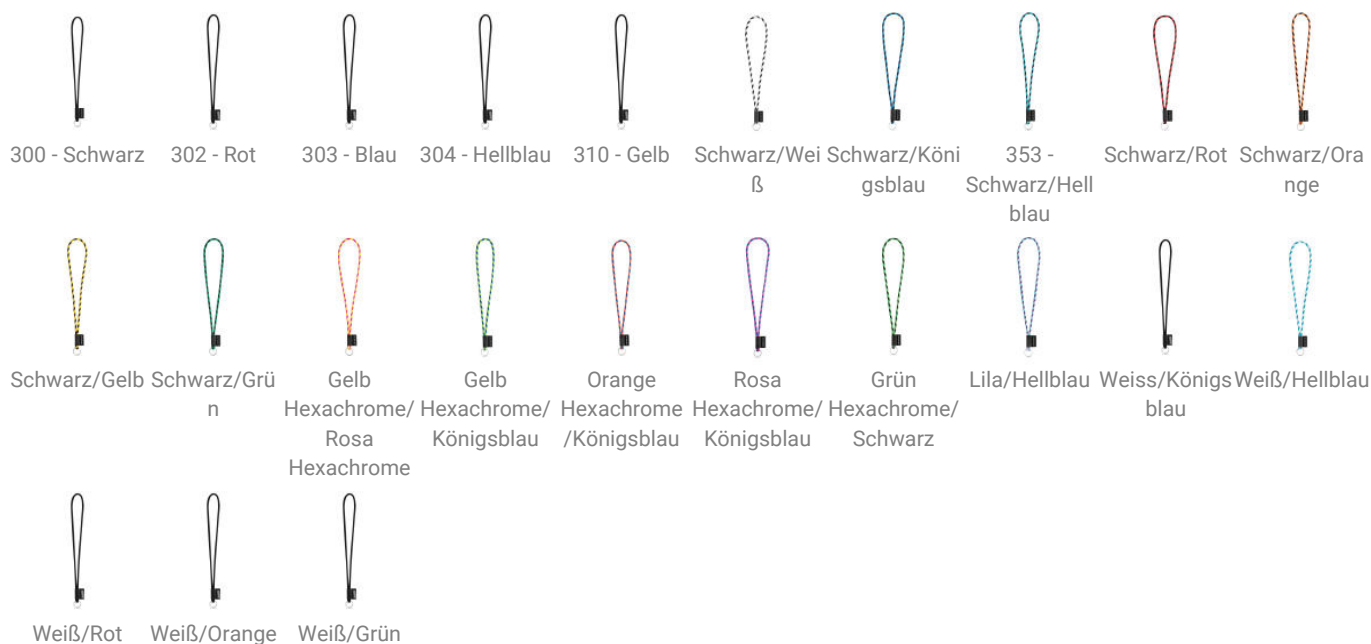 300 - Schwarz 302 - Rot 303 - Blau 304 - Hellblau 310 - Gelb Schwarz/Wei Schwarz/Köni 353 - Schwarz/Rot Schwarz/Ora
ß gsblau Schwarz/Hell nge
blau
Schwarz/Gelb Schwarz/Grü Gelb Gelb Orange Rosa Grün Lila/Hellblau Weiss/Königs Weiß/Hellblau
n Hexachrome/ Hexachrome/ Hexachrome Hexachrome/ Hexachrome/ blau
Rosa Königsblau /Königsblau Königsblau Schwarz
Hexachrome
Weiß/Rot Weiß/Orange Weiß/Grün